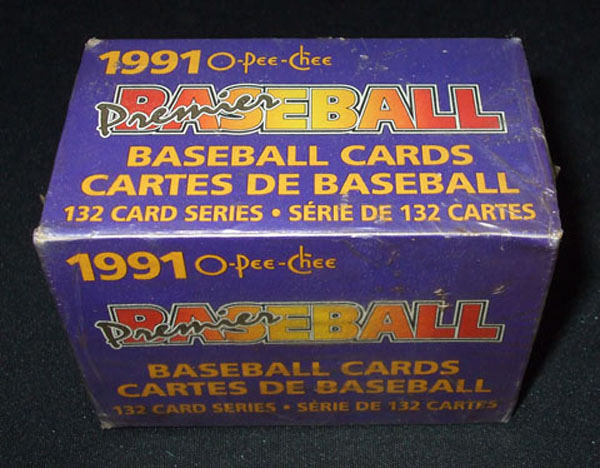 1991 O-Pee-Chee
Premier BASEBALL
BASEBALL CARDS
CARTES DE BASEBALL
132 CARD SERIES • SÉRIE DE 132 CARTES
1991 O-Pee-Chee
Premier BASEBALL
BASEBALL CARDS
CARTES DE BASEBALL
132 CARD SERIES • SÉRIE DE 132 CARTES